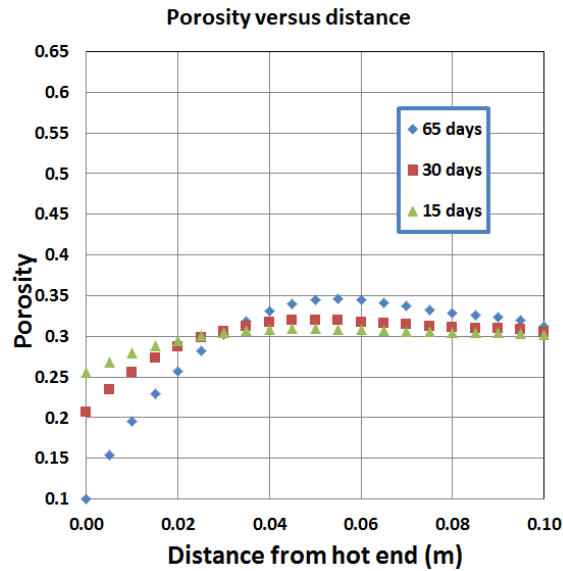 Porosity versus distance
0.65
0.6
0.55
0.5
0.45
0.4
0.35
0.3
0.25
0.2
0.15
0.1
Porosity
65 days
30 days
15 days
0.00 0.02 0.04 0.06 0.08 0.10
Distance from hot end (m)